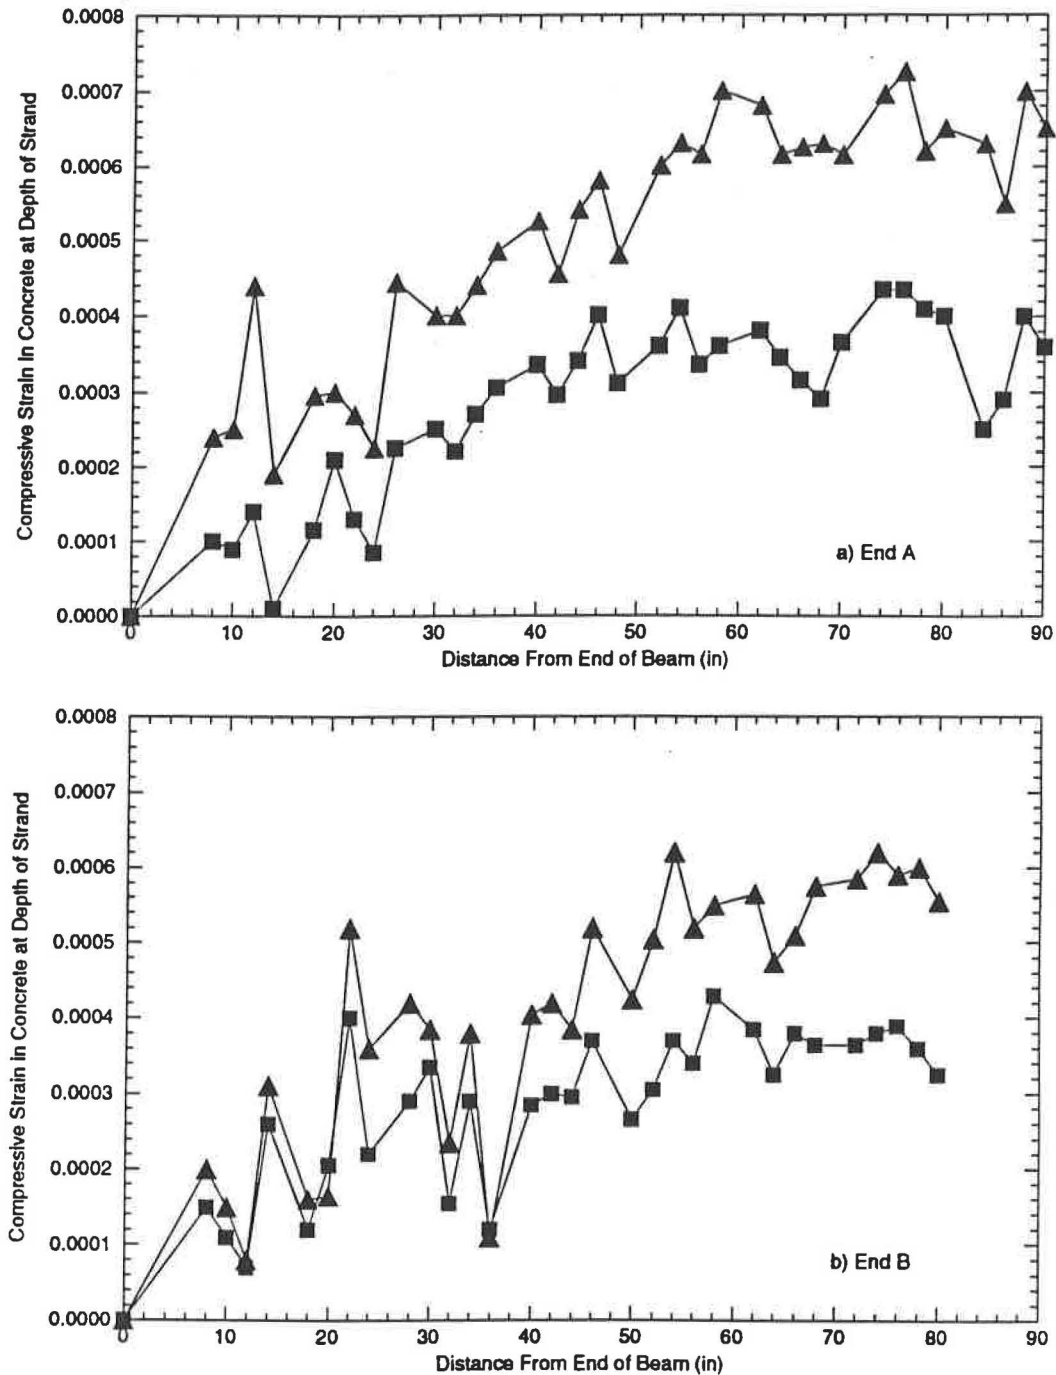 0.0008
0.0007
0.0006
0.0005
0.0004
0.0003
0.0002
0.0001
0.0000
Compressive Strain in Concrete at Depth of Strand
a) End A
0 10 20 30 40 50 60 70 80 90
Distance From End of Beam (in)
0.0008
0.0007
0.0006
0.0005
0.0004
0.0003
0.0002
0.0001
0.0000
Compressive Strain in Concrete at Depth of Strand
b) End B
0 10 20 30 40 50 60 70 80 90
Distance From End of Beam (in)